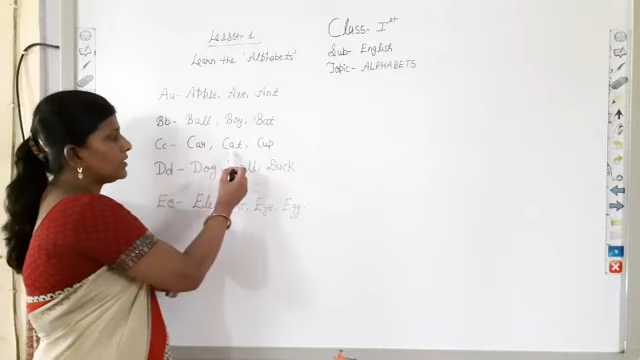 Lesson 1
Learn the 'Alphabets'
Class- Ist
Sub- English
Topic- ALPHABETS
Aa- Apple, Axe, Ant
Bb- Ball, Boy, Bat
Cc- Car, Cat, Cup
Dd- Dog, Duck
Ee- Eye, Egg.